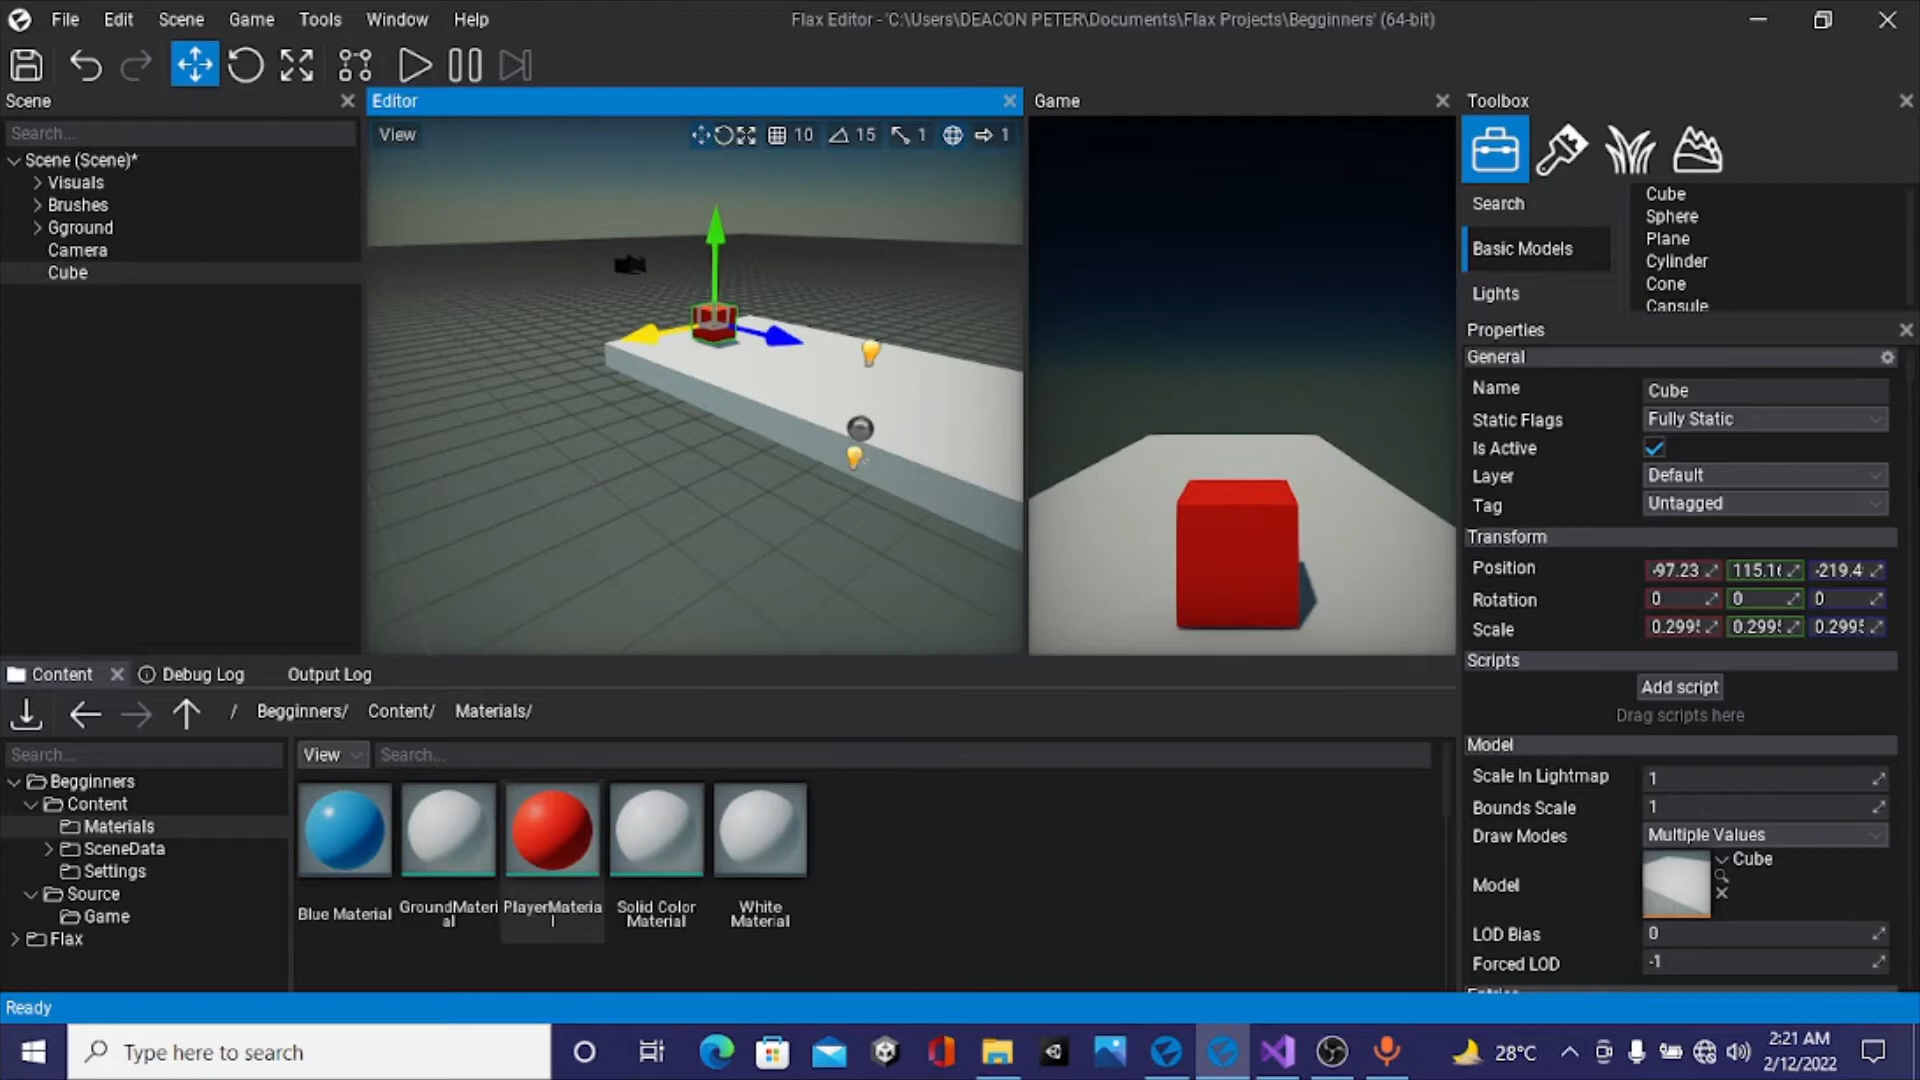 File Edit Scene Game Tools Window Help
Flax Editor - 'C:\Users\DEACON PETER\Documents\Flax Projects\Begginners' (64-bit)
Scene
Search...
Scene (Scene)*
Visuals
Brushes
Gground
Camera
Cube
Editor
View
10 15 1 1
Game
Toolbox
Search
Basic Models
Lights
Cube
Sphere
Plane
Cylinder
Cone
Capsule
Properties
General
Name Cube
Static Flags Fully Static
Is Active
Layer Default
Tag Untagged
Transform
Position -97.23 115.16 -219.4
Rotation 0 0 0
Scale 0.299 0.299 0.299
Scripts
Add script
Drag scripts here
Model
Scale In Lightmap 1
Bounds Scale 1
Draw Modes Multiple Values
Model Cube
LOD Bias 0
Forced LOD -1
Content Debug Log Output Log
/ Begginners/ Content/ Materials/
Search...
View Search...
Begginners
Content
Materials
SceneData
Settings
Source
Game
Flax
Blue Material
GroundMateri
al
PlayerMateria
l
Solid Color
Material
White
Material
Ready
Type here to search
28°C
2:21 AM
2/12/2022